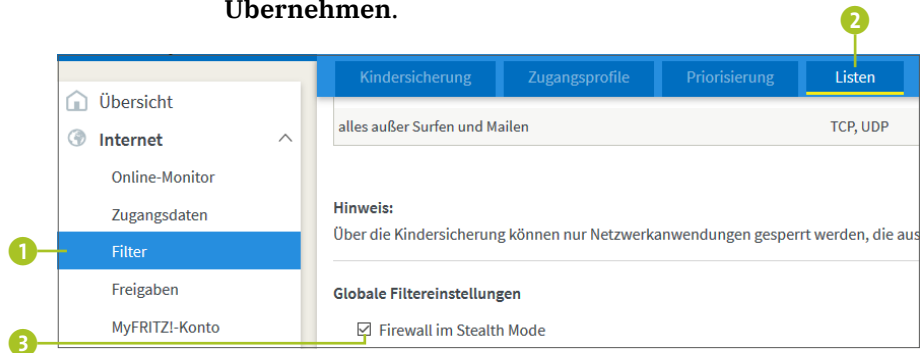 Übernehmen.
2
Kindersicherung Zugangsprofile Priorisierung Listen
Übersicht
alles außer Surfen und Mailen TCP, UDP
Internet
Online-Monitor
Zugangsdaten
Hinweis:
Über die Kindersicherung können nur Netzwerkanwendungen gesperrt werden, die aus
1
Filter
Freigaben
Globale Filtereinstellungen
MyFRITZ!-Konto
Firewall im Stealth Mode
3